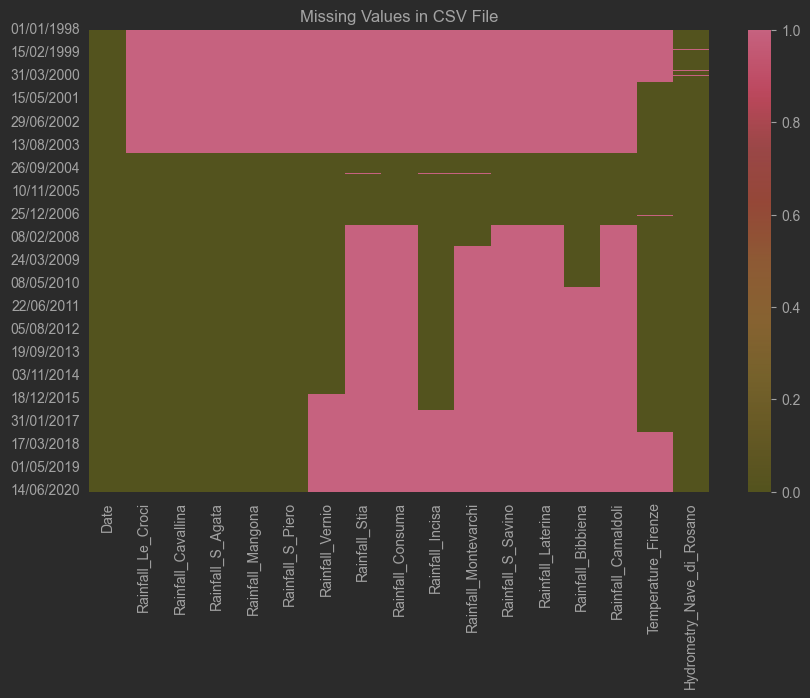 Missing Values in CSV File
01/01/1998
15/02/1999
31/03/2000
15/05/2001
29/06/2002
13/08/2003
26/09/2004
10/11/2005
25/12/2006
08/02/2008
24/03/2009
08/05/2010
22/06/2011
05/08/2012
19/09/2013
03/11/2014
18/12/2015
31/01/2017
17/03/2018
01/05/2019
14/06/2020
Date
Rainfall_Le_Croci
Rainfall_Cavallina
Rainfall_S_Agata
Rainfall_Mangona
Rainfall_S_Piero
Rainfall_Vernio
Rainfall_Stia
Rainfall_Consuma
Rainfall_Incisa
Rainfall_Montevarchi
Rainfall_S_Savino
Rainfall_Laterina
Rainfall_Bibbiena
Rainfall_Camaldoli
Temperature_Firenze
Hydrometry_Nave_di_Rosano
1.0
0.8
0.6
0.4
0.2
0.0